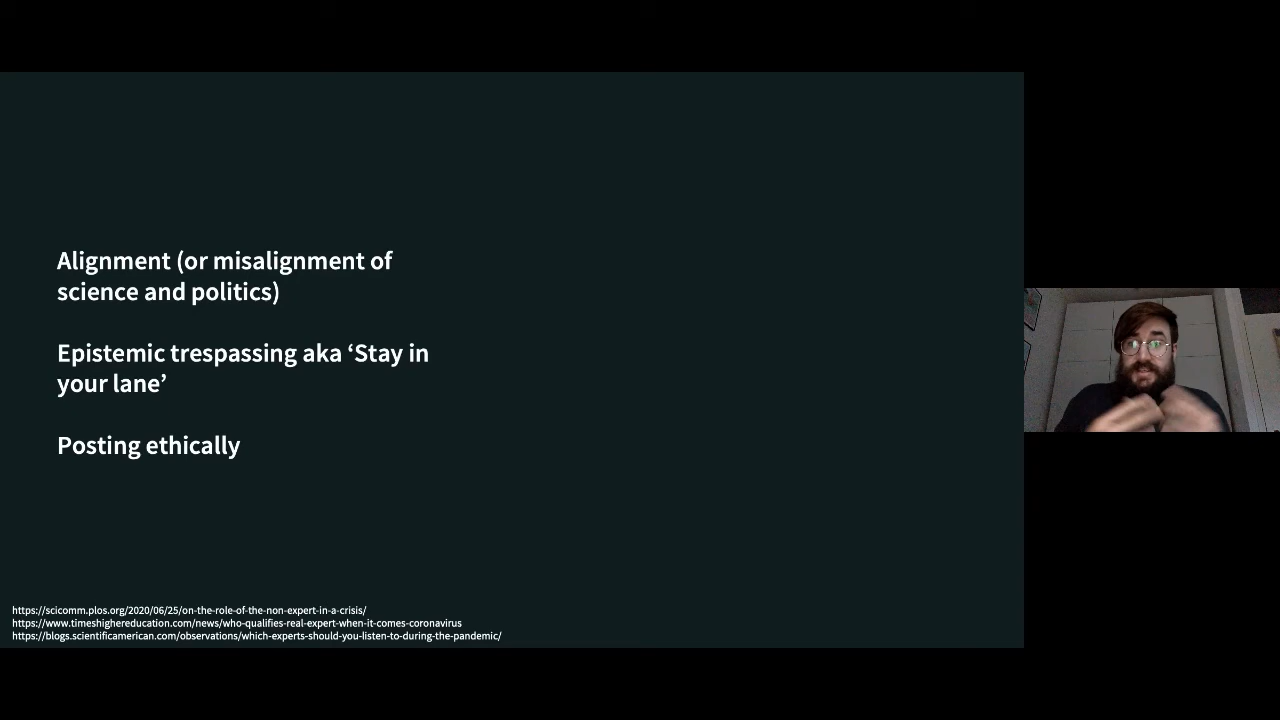 Alignment (or misalignment of
science and politics)
Epistemic trespassing aka ‘Stay in
your lane’
Posting ethically
https://scicomm.plos.org/2020/06/25/on-the-role-of-the-non-expert-in-a-crisis/
https://www.timeshighereducation.com/news/who-qualifies-real-expert-when-it-comes-coronavirus
https://blogs.scientificamerican.com/observations/which-experts-should-you-listen-to-during-the-pandemic/